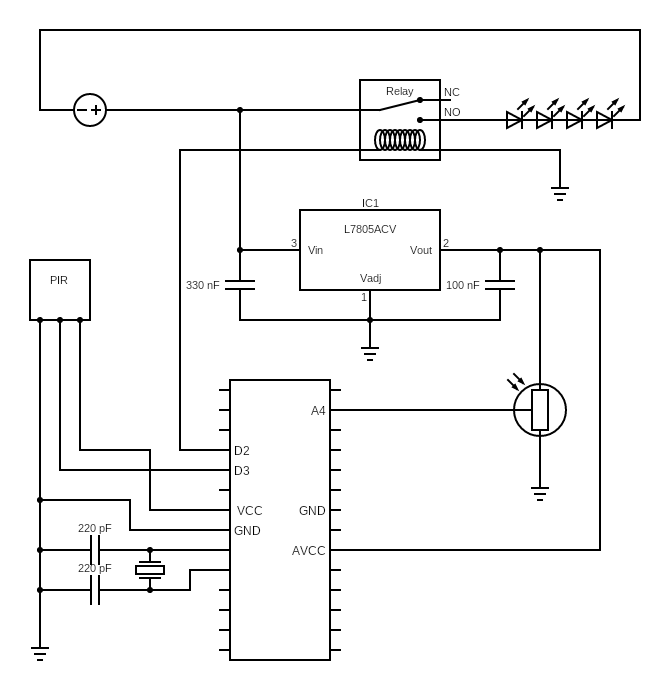 Relay
NC
NO
IC1
L7805ACV
3
Vin
Vout
2
Vadj
1
330 nF
100 nF
PIR
A4
D2
D3
VCC
GND
GND
AVCC
220 pF
220 pF